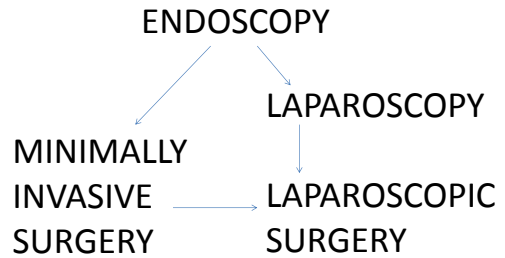 ENDOSCOPY
LAPAROSCOPY
MINIMALLY
INVASIVE
SURGERY
LAPAROSCOPIC
SURGERY